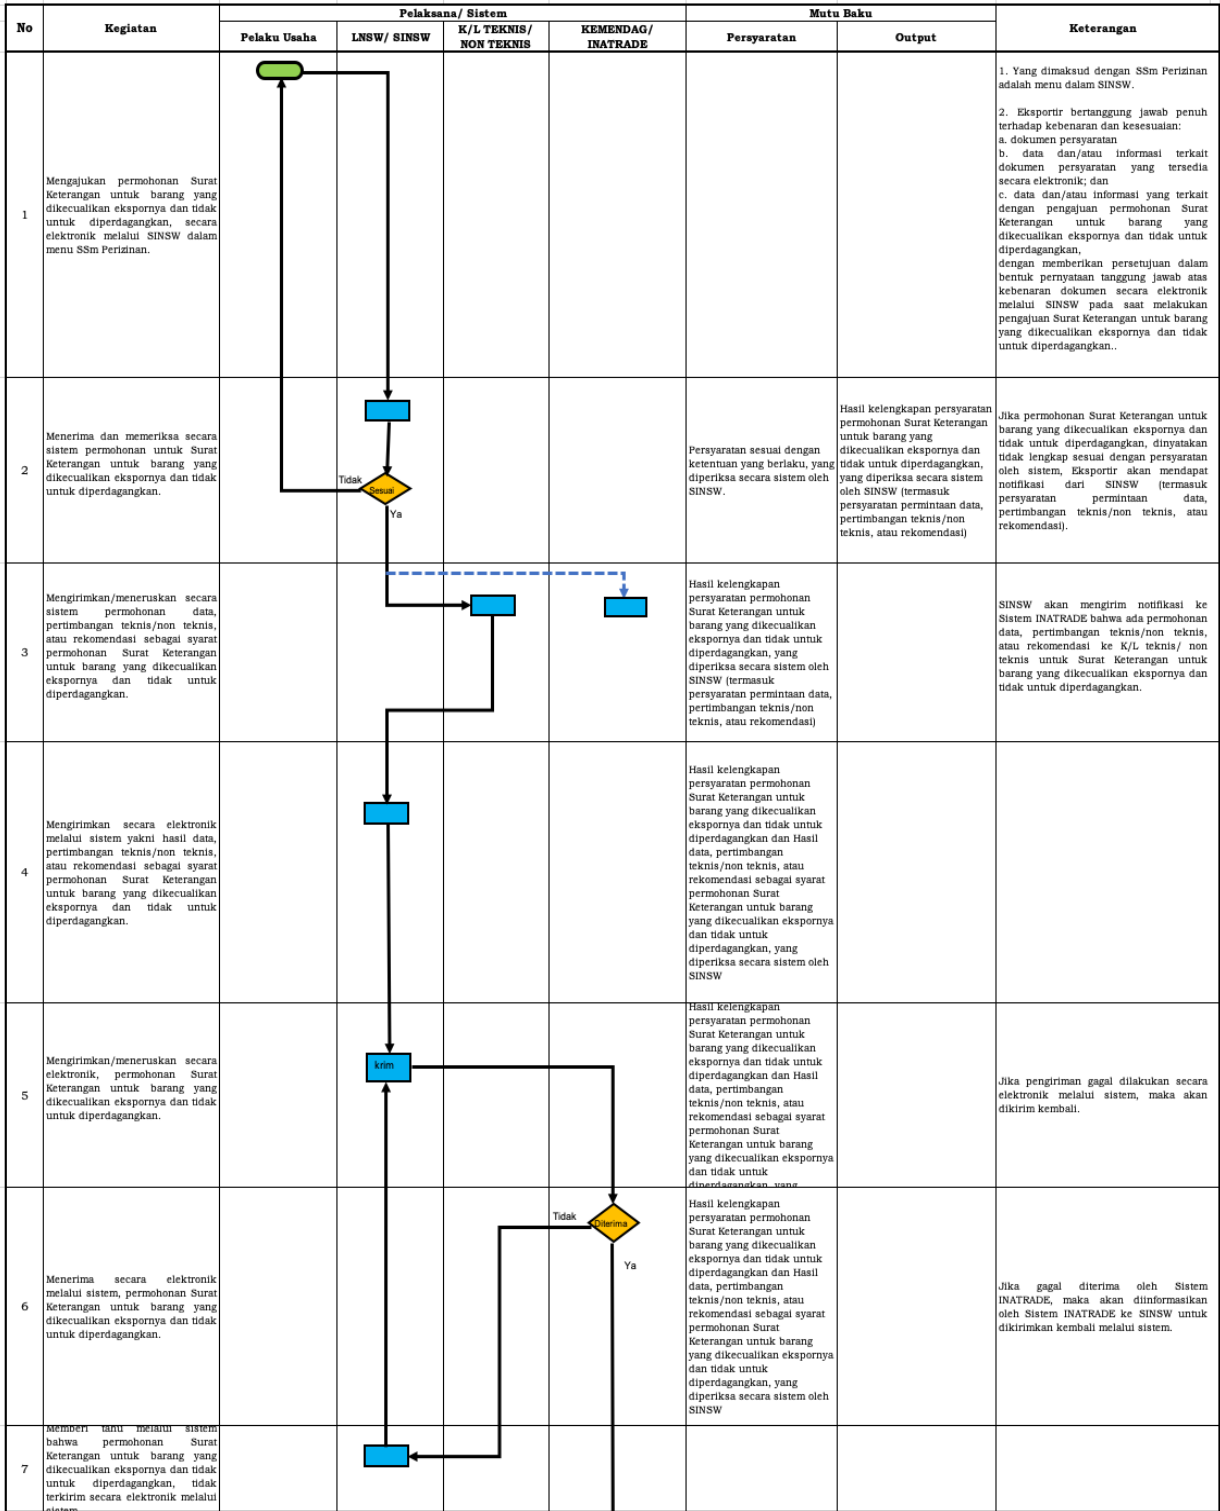 No
Kegiatan
Pelaksana/ Sistem
Mutu Baku
Keterangan
Pelaku Usaha
LNSW/ SINSW
K/L TEKNIS/
NON TEKNIS
KEMENDAG/
INATRADE
Persyaratan
Output
1
Mengajukan permohonan Surat
Keterangan untuk barang yang
dikecualikan ekspornya dan tidak
untuk diperdagangkan, secara
elektronik melalui SINSW dalam
menu SSm Perizinan.
1. Yang dimaksud dengan SSm Perizinan
adalah menu dalam SINSW.
2. Eksportir bertanggung jawab penuh
terhadap kebenaran dan kesesuaian:
a. dokumen persyaratan
b. data dan/atau informasi terkait
dokumen persyaratan yang tersedia
secara elektronik; dan
c. data dan/atau informasi yang terkait
dengan pengajuan permohonan Surat
Keterangan untuk barang yang
dikecualikan ekspornya dan tidak untuk
diperdagangkan,
dengan memberikan persetujuan dalam
bentuk pernyataan tanggung jawab atas
kebenaran dokumen secara elektronik
melalui SINSW pada saat melakukan
pengajuan Surat Keterangan untuk barang
yang dikecualikan ekspornya dan tidak
untuk diperdagangkan..
2
Menerima dan memeriksa secara
sistem permohonan untuk Surat
Keterangan untuk barang yang
dikecualikan ekspornya dan tidak
untuk diperdagangkan.
Tidak
Sesuai
Ya
Persyaratan sesuai dengan
ketentuan yang berlaku, yang
diperiksa secara sistem oleh
SINSW.
Hasil kelengkapan persyaratan
permohonan Surat Keterangan
untuk barang yang
dikecualikan ekspornya dan
tidak untuk diperdagangkan,
yang diperiksa secara sistem
oleh SINSW (termasuk
persyaratan permintaan data,
pertimbangan teknis/non
teknis, atau rekomendasi)
Jika permohonan Surat Keterangan untuk
barang yang dikecualikan ekspornya dan
tidak untuk diperdagangkan, dinyatakan
tidak lengkap sesuai dengan persyaratan
oleh sistem, Eksportir akan mendapat
notifikasi dari SINSW (termasuk
persyaratan permintaan data,
pertimbangan teknis/non teknis, atau
rekomendasi).
3
Mengirimkan/meneruskan secara
sistem permohonan data,
pertimbangan teknis/non teknis,
atau rekomendasi sebagai syarat
permohonan Surat Keterangan
untuk barang yang dikecualikan
ekspornya dan tidak untuk
diperdagangkan.
Hasil kelengkapan
persyaratan permohonan
Surat Keterangan untuk
barang yang dikecualikan
ekspornya dan tidak untuk
diperdagangkan, yang
diperiksa secara sistem oleh
SINSW (termasuk
persyaratan permintaan data,
pertimbangan teknis/non
teknis, atau rekomendasi)
SINSW akan mengirim notifikasi ke
Sistem INATRADE bahwa ada permohonan
data, pertimbangan teknis/non teknis,
atau rekomendasi ke K/L teknis/ non
teknis untuk Surat Keterangan untuk
barang yang dikecualikan ekspornya dan
tidak untuk diperdagangkan.
4
Mengirimkan secara elektronik
melalui sistem yakni hasil data,
pertimbangan teknis/non teknis,
atau rekomendasi sebagai syarat
permohonan Surat Keterangan
untuk barang yang dikecualikan
ekspornya dan tidak untuk
diperdagangkan.
Hasil kelengkapan
persyaratan permohonan
Surat Keterangan untuk
barang yang dikecualikan
ekspornya dan tidak untuk
diperdagangkan dan Hasil
data, pertimbangan
teknis/non teknis, atau
rekomendasi sebagai syarat
permohonan Surat
Keterangan untuk barang
yang dikecualikan ekspornya
dan tidak untuk
diperdagangkan, yang
diperiksa secara sistem oleh
SINSW
5
Mengirimkan/meneruskan secara
elektronik, permohonan Surat
Keterangan untuk barang yang
dikecualikan ekspornya dan tidak
untuk diperdagangkan.
krim
Hasil kelengkapan
persyaratan permohonan
Surat Keterangan untuk
barang yang dikecualikan
ekspornya dan tidak untuk
diperdagangkan dan Hasil
data, pertimbangan
teknis/non teknis, atau
rekomendasi sebagai syarat
permohonan Surat
Keterangan untuk barang
yang dikecualikan ekspornya
dan tidak untuk
diperdagangkan, yang
Jika pengiriman gagal dilakukan secara
elektronik melalui sistem, maka akan
dikirim kembali.
6
Menerima secara elektronik
melalui sistem, permohonan Surat
Keterangan untuk barang yang
dikecualikan ekspornya dan tidak
untuk diperdagangkan.
Tidak
Diterima
Ya
Hasil kelengkapan
persyaratan permohonan
Surat Keterangan untuk
barang yang dikecualikan
ekspornya dan tidak untuk
diperdagangkan dan Hasil
data, pertimbangan
teknis/non teknis, atau
rekomendasi sebagai syarat
permohonan Surat
Keterangan untuk barang
yang dikecualikan ekspornya
dan tidak untuk
diperdagangkan, yang
diperiksa secara sistem oleh
SINSW
Jika gagal diterima oleh Sistem
INATRADE, maka akan diinformasikan
oleh Sistem INATRADE ke SINSW untuk
dikirimkan kembali melalui sistem.
7
Memberi tahu melalui sistem
bahwa permohonan Surat
Keterangan untuk barang yang
dikecualikan ekspornya dan tidak
untuk diperdagangkan, tidak
terkirim secara elektronik melalui
sistem